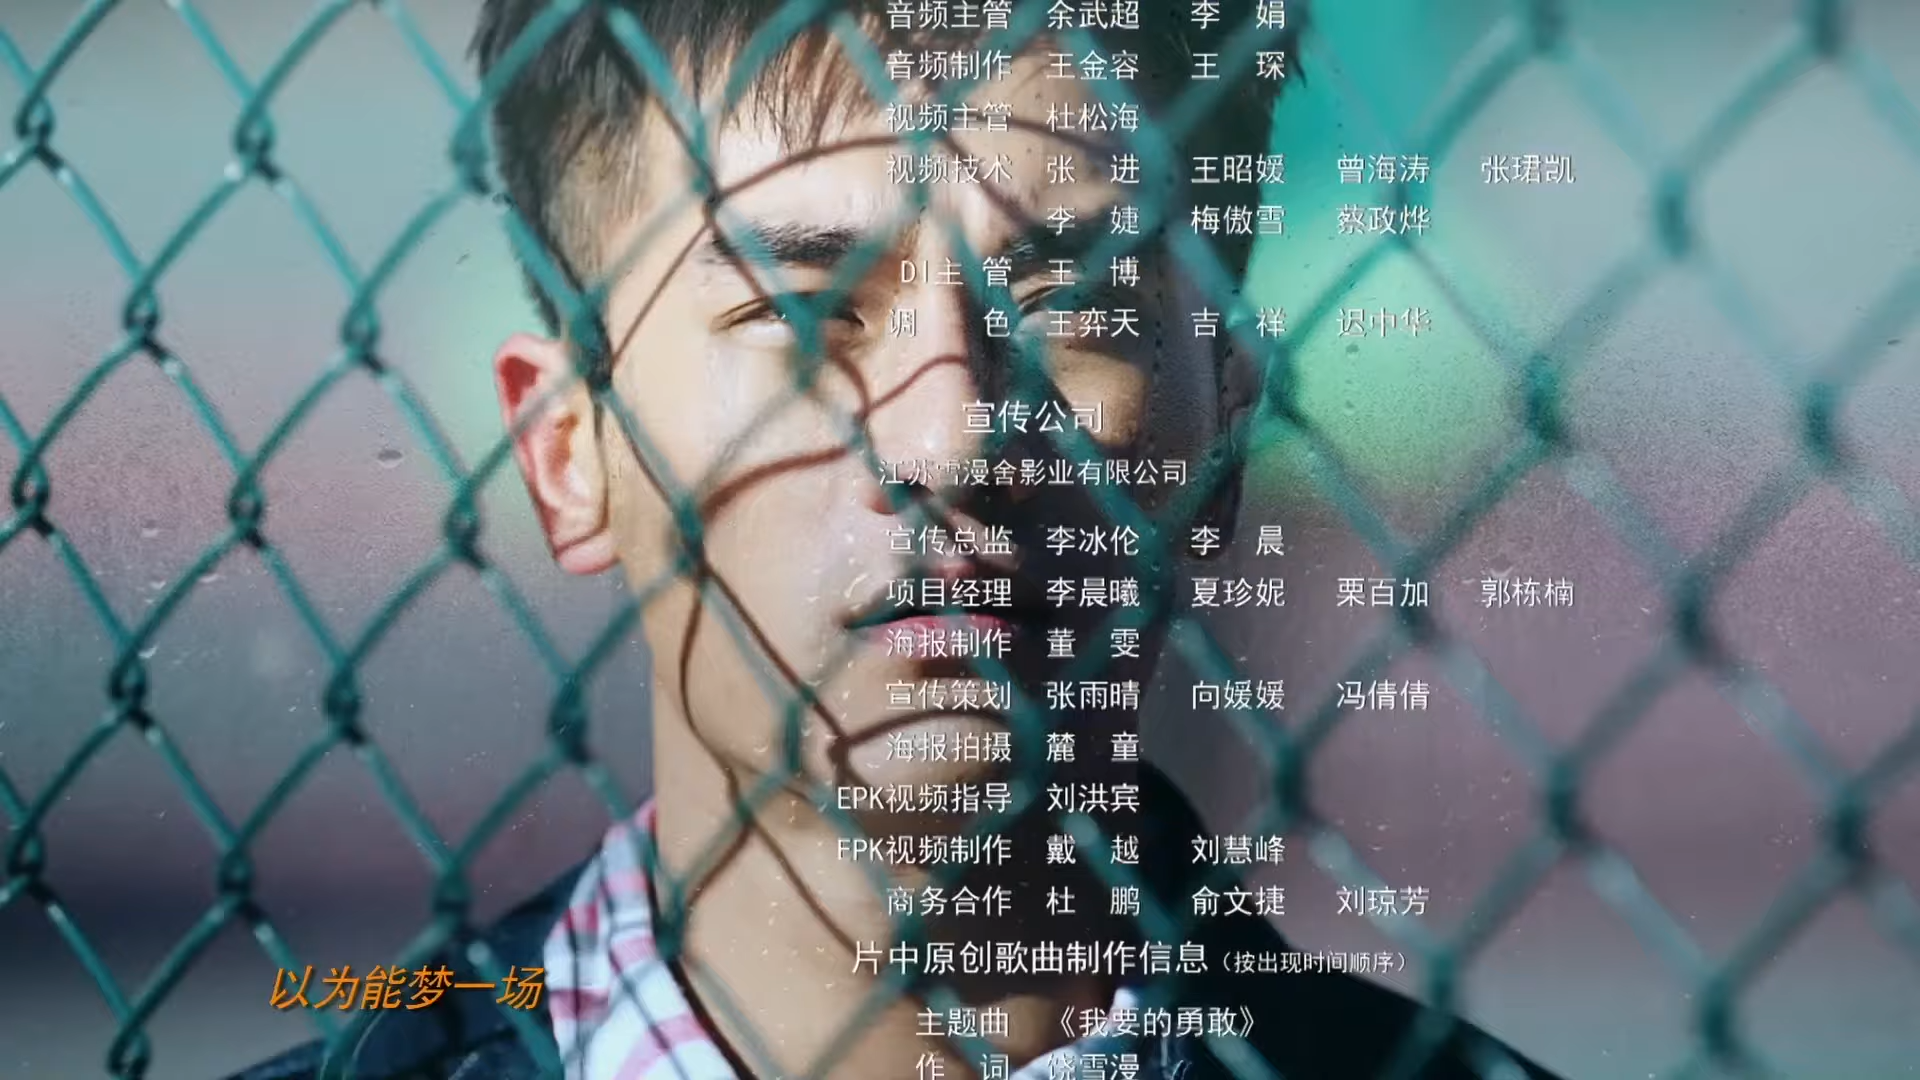 音频主管 余武超 李 娟
音频制作 王金容 王 琛
视频主管 杜松海
视频技术 张 进 王昭媛 曾海涛 张珺凯
李 婕 梅傲雪 蔡政烨
DI主 管 王 博
调 色 王弈天 吉 祥 迟中华
宣传公司
江苏雪漫舍影业有限公司
宣传总监 李冰伦 李 晨
项目经理 李晨曦 夏珍妮 栗百加 郭栋楠
海报制作 董 雯
宣传策划 张雨晴 向媛媛 冯倩倩
海报拍摄 麓 童
EPK视频指导 刘洪宾
EPK视频制作 戴 越 刘慧峰
商务合作 杜 鹏 俞文捷 刘琼芳
片中原创歌曲制作信息（按出现时间顺序）
以为能梦一场
主题曲 《我要的勇敢》
作 词 饶雪漫